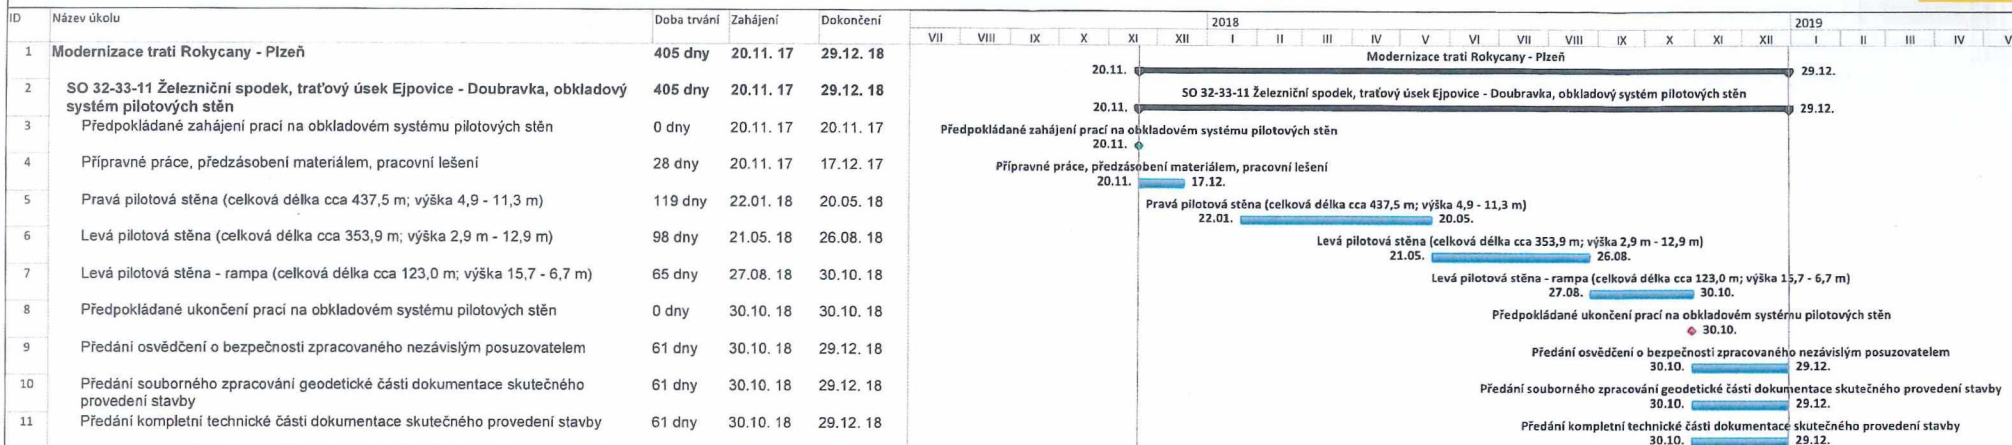 ID Název úkolu Doba trvání Zahájení Dokončení 2018 2019
VII VIII IX X XI XII I II III IV V VI VII VIII IX X XI XII I II III IV V
1 Modernizace trati Rokycany - Plzeň 405 dny 20.11. 17 29.12. 18
Modernizace trati Rokycany - Plzeň
20.11. 29.12.
2 SO 32-33-11 Železniční spodek, traťový úsek Ejpovice - Doubravka, obkladový 405 dny 20.11. 17 29.12. 18
systém pilotových stěn
SO 32-33-11 Železniční spodek, traťový úsek Ejpovice - Doubravka, obkladový systém pilotových stěn
20.11. 29.12.
3 Předpokládané zahájení prací na obkladovém systému pilotových stěn 0 dny 20.11. 17 20.11. 17
Předpokládané zahájení prací na obkladovém systému pilotových stěn
20.11.
4 Přípravné práce, předzásobení materiálem, pracovní lešení 28 dny 20.11. 17 17.12. 17
Přípravné práce, předzásobení materiálem, pracovní lešení
20.11. 17.12.
5 Pravá pilotová stěna (celková délka cca 437,5 m; výška 4,9 - 11,3 m) 119 dny 22.01. 18 20.05. 18
Pravá pilotová stěna (celková délka cca 437,5 m; výška 4,9 - 11,3 m)
22.01. 20.05.
6 Levá pilotová stěna (celková délka cca 353,9 m; výška 2,9 m - 12,9 m) 98 dny 21.05. 18 26.08. 18
Levá pilotová stěna (celková délka cca 353,9 m; výška 2,9 m - 12,9 m)
21.05. 26.08.
7 Levá pilotová stěna - rampa (celková délka cca 123,0 m; výška 15,7 - 6,7 m) 65 dny 27.08. 18 30.10. 18
Levá pilotová stěna - rampa (celková délka cca 123,0 m; výška 15,7 - 6,7 m)
27.08. 30.10.
8 Předpokládané ukončení prací na obkladovém systému pilotových stěn 0 dny 30.10. 18 30.10. 18
Předpokládané ukončení prací na obkladovém systému pilotových stěn
30.10.
9 Předání osvědčení o bezpečnosti zpracovaného nezávislým posuzovatelem 61 dny 30.10. 18 29.12. 18
Předání osvědčení o bezpečnosti zpracovaného nezávislým posuzovatelem
30.10. 29.12.
10 Předání souborného zpracování geodetické části dokumentace skutečného 61 dny 30.10. 18 29.12. 18
provedení stavby
Předání souborného zpracování geodetické části dokumentace skutečného provedení stavby
30.10. 29.12.
11 Předání kompletní technické části dokumentace skutečného provedení stavby 61 dny 30.10. 18 29.12. 18
Předání kompletní technické části dokumentace skutečného provedení stavby
30.10. 29.12.